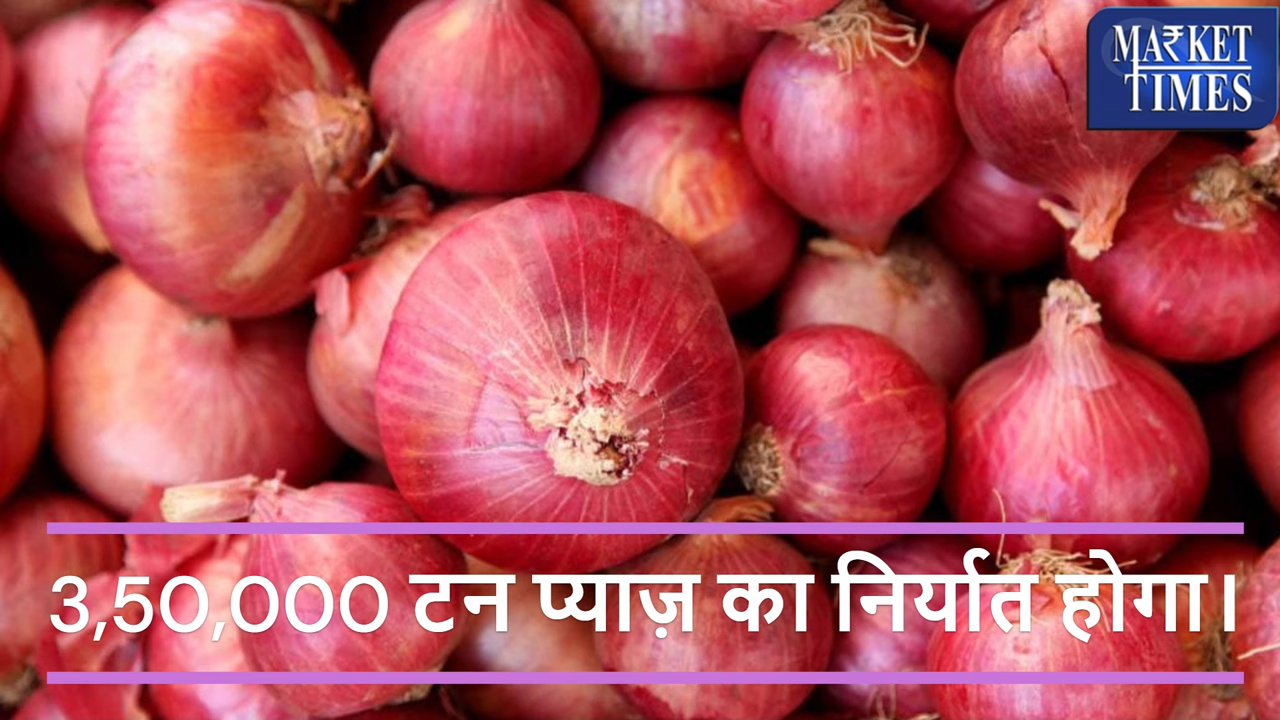 MA₹KET
TIMES
3,50,000 टन प्याज़ का निर्यात होगा।